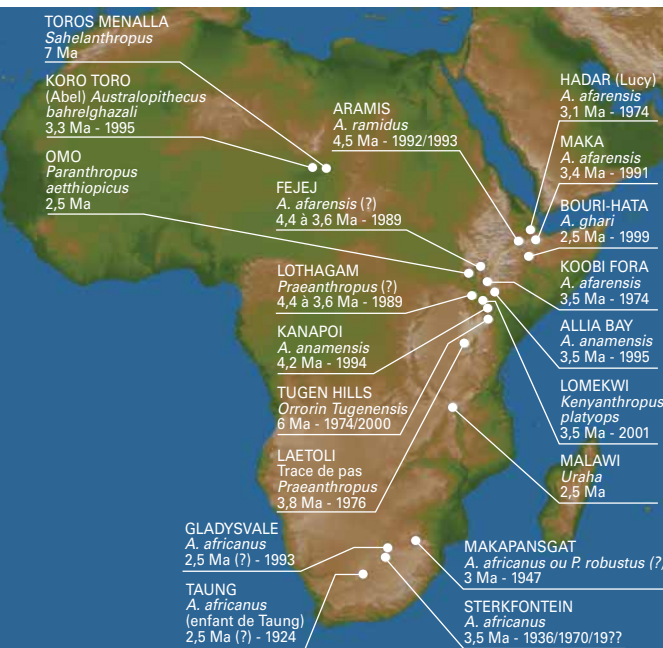 TOROS MENALLA
Sahelanthropus
7 Ma
KORO TORO
(Abel) Australopithecus
bahrelghazali
3,3 Ma - 1995
OMO
Paranthropus
aetthiopicus
2,5 Ma
ARAMIS
A. ramidus
4,5 Ma - 1992/1993
FEJEJ
A. afarensis (?)
4,4 à 3,6 Ma - 1989
LOTHAGAM
Praeanthropus (?)
4,4 à 3,6 Ma - 1989
KANAPOI
A. anamensis
4,2 Ma - 1994
TUGEN HILLS
Orrorin Tugenensis
6 Ma - 1974/2000
LAETOLI
Trace de pas
Praeanthropus
3,8 Ma - 1976
GLADYSVALE
A. africanus
2,5 Ma (?) - 1993
TAUNG
A. africanus
(enfant de Taung)
2,5 Ma (?) - 1924
HADAR (Lucy)
A. afarensis
3,1 Ma - 1974
MAKA
A. afarensis
3,4 Ma - 1991
BOURI-HATA
A. ghari
2,5 Ma - 1999
KOOBI FORA
A. afarensis
3,5 Ma - 1974
ALLIA BAY
A. anamensis
3,5 Ma - 1995
LOMEKWI
Kenyanthropus
platyops
3,5 Ma - 2001
MALAWI
Uraha
2,5 Ma
MAKAPANSGAT
A. africanus ou P. robustus (?)
3 Ma - 1947
STERKFONTEIN
A. africanus
3,5 Ma - 1936/1970/19??